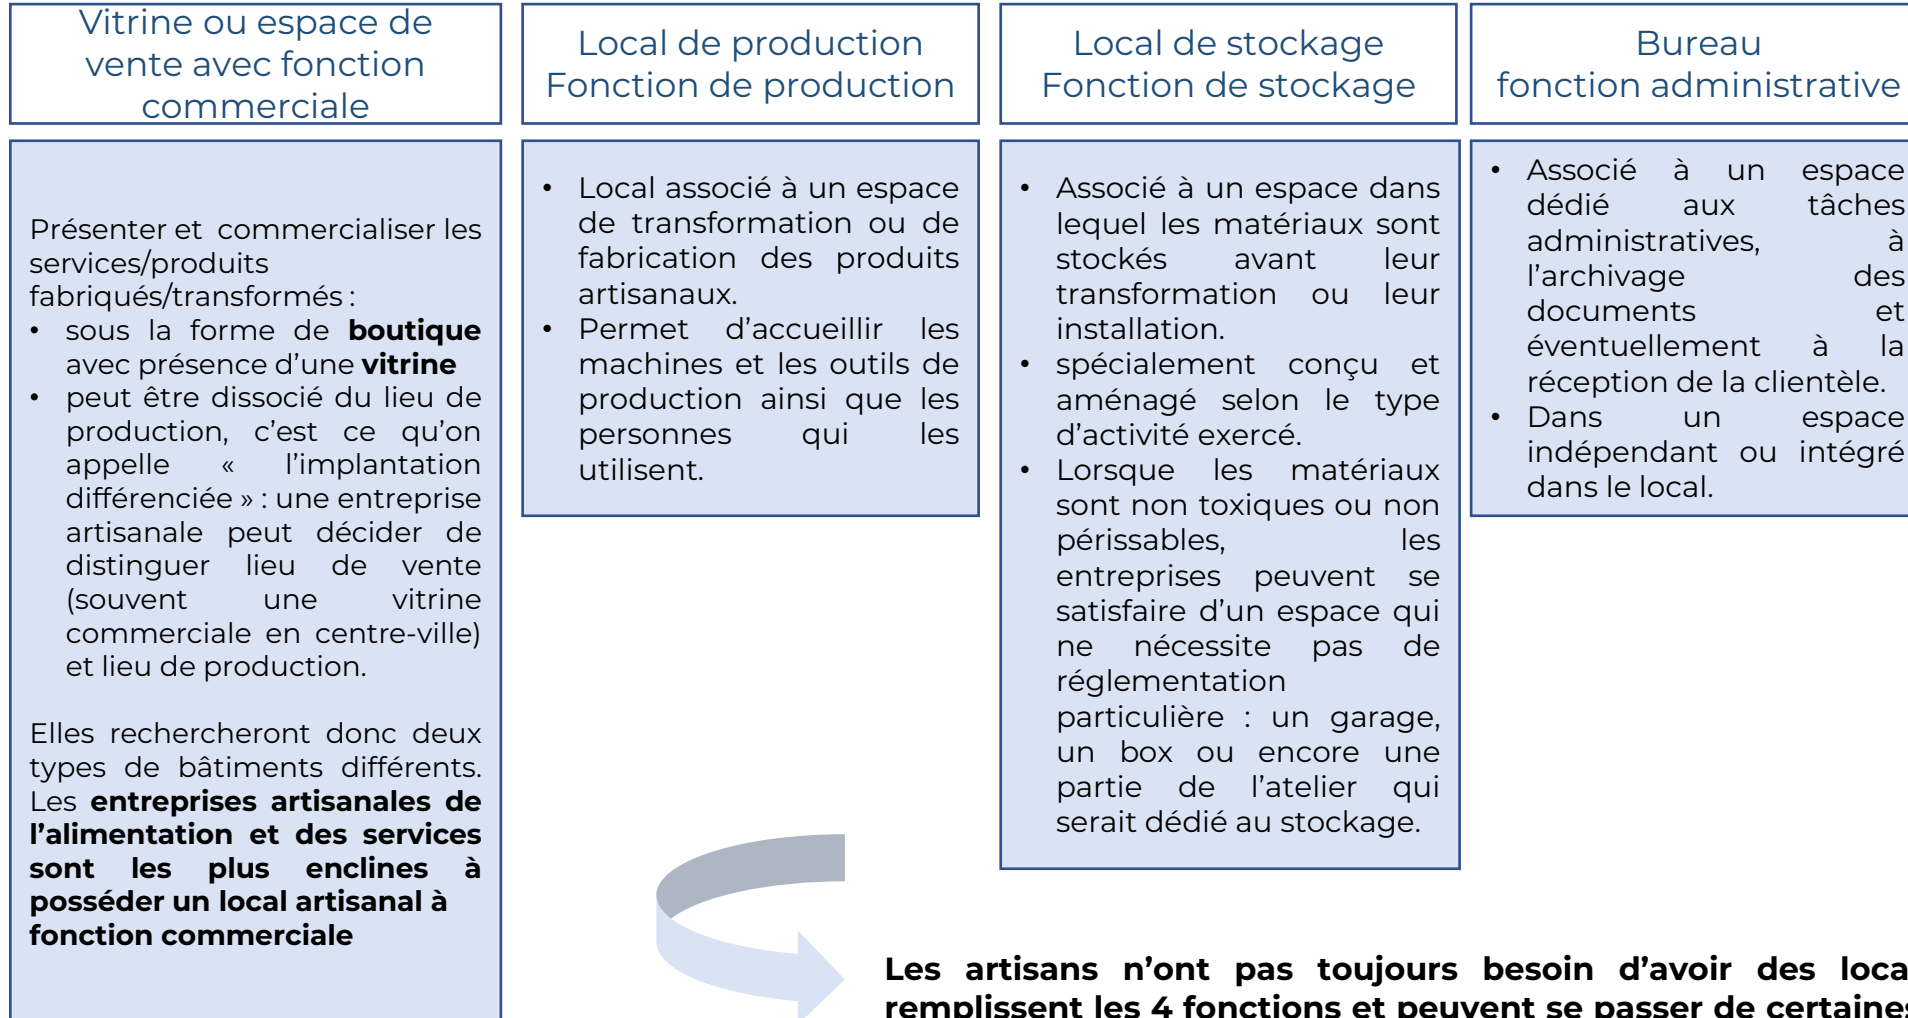 Vitrine ou espace de
vente avec fonction
commerciale
Présenter et commercialiser les
services/produits
fabriqués/transformés :
• sous la forme de boutique
avec présence d’une vitrine
• peut être dissocié du lieu de
production, c’est ce qu’on
appelle « l’implantation
différenciée » : une entreprise
artisanale peut décider de
distinguer lieu de vente
(souvent une vitrine
commerciale en centre-ville)
et lieu de production.
Elles rechercheront donc deux
types de bâtiments différents.
Les entreprises artisanales de
l’alimentation et des services
sont les plus enclines à
posséder un local artisanal à
fonction commerciale
Local de production
Fonction de production
• Local associé à un espace
de transformation ou de
fabrication des produits
artisanaux.
• Permet d’accueillir les
machines et les outils de
production ainsi que les
personnes qui les
utilisent.
Local de stockage
Fonction de stockage
• Associé à un espace dans
lequel les matériaux sont
stockés avant leur
transformation ou leur
installation.
• spécialement conçu et
aménagé selon le type
d’activité exercé.
• Lorsque les matériaux
sont non toxiques ou non
périssables, les
entreprises peuvent se
satisfaire d’un espace qui
ne nécessite pas de
réglementation
particulière : un garage,
un box ou encore une
partie de l’atelier qui
serait dédié au stockage.
Bureau
fonction administrative
• Associé à un espace
dédié aux tâches
administratives, à
l’archivage des
documents et
éventuellement à la
réception de la clientèle.
• Dans un espace
indépendant ou intégré
dans le local.
Les artisans n’ont pas toujours besoin d’avoir des loca
remplissent les 4 fonctions et peuvent se passer de certaines